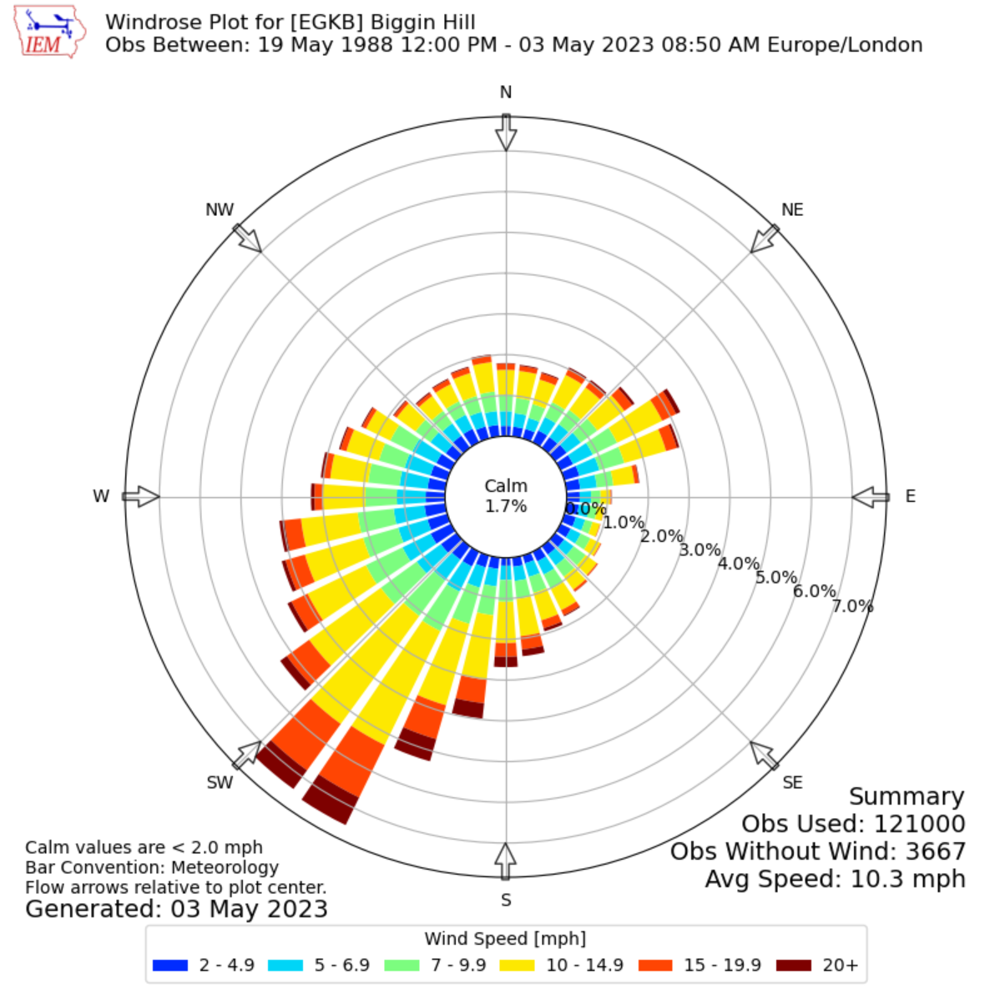 IEM
Windrose Plot for [EGKB] Biggin Hill
Obs Between: 19 May 1988 12:00 PM - 03 May 2023 08:50 AM Europe/London
N
NW
NE
Calm
1.7%
W
E
0.0%
1.0%
2.0%
3.0%
4.0%
5.0%
6.0%
7.0%
SW
SE
S
Summary
Obs Used: 121000
Obs Without Wind: 3667
Avg Speed: 10.3 mph
Calm values are < 2.0 mph
Bar Convention: Meteorology
Flow arrows relative to plot center.
Generated: 03 May 2023
Wind Speed [mph]
2 - 4.9 5 - 6.9 7 - 9.9 10 - 14.9 15 - 19.9 20+